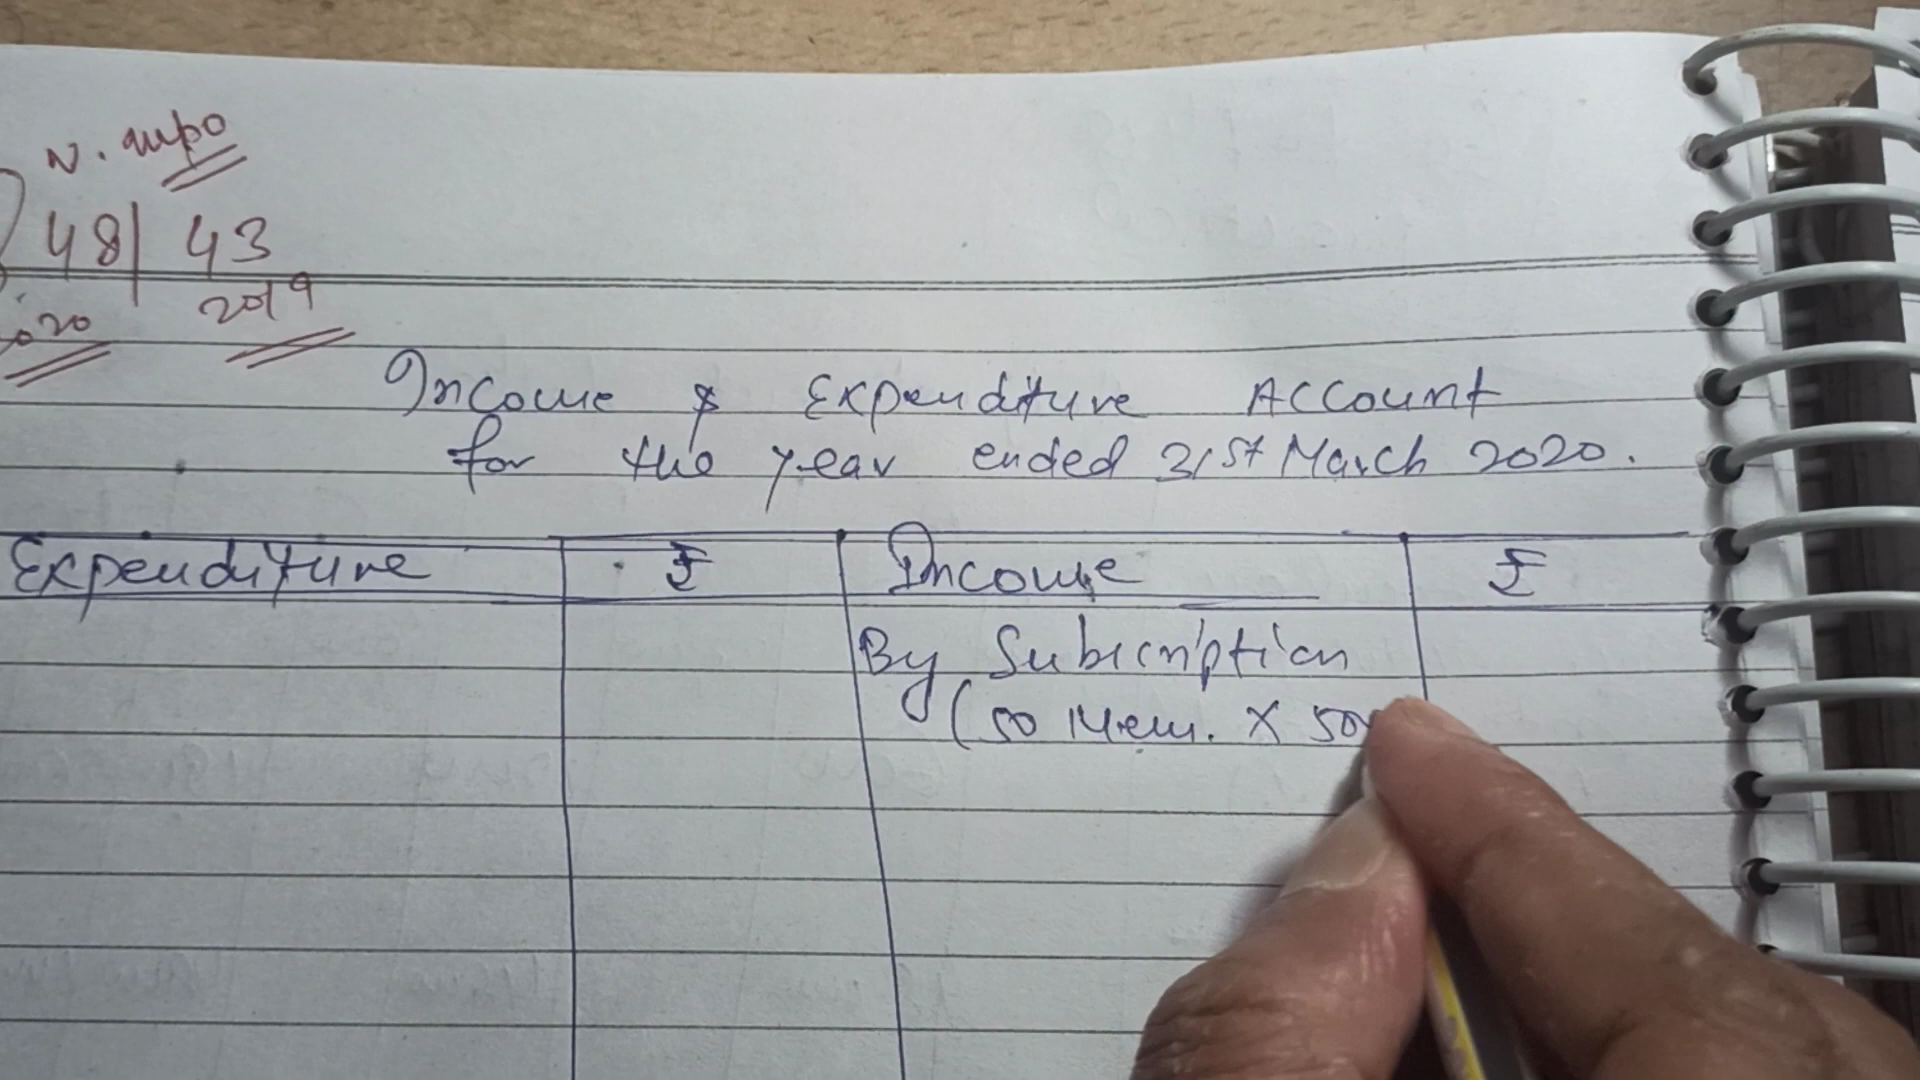 N. mpo
48 | 43
2020 2019
Income & Expenditure Account
for the year ended 31st March 2020.
Expenditure ₹ Income ₹
By Subscription
(50 Mem. X 50